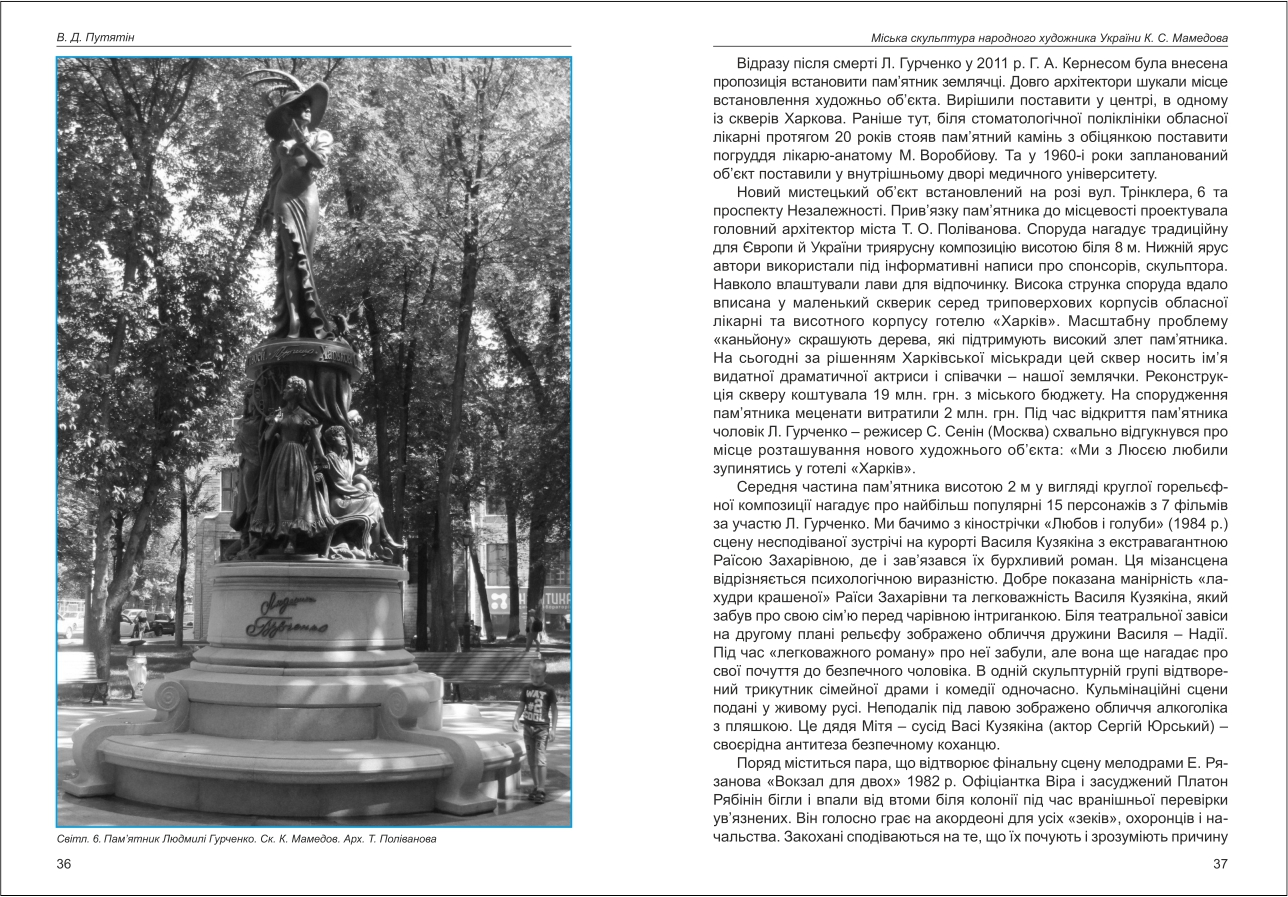 В. Д. Путятін
Людмила
Гурченко
Світл. 6. Пам'ятник Людмилі Гурченко. Ск. К. Мамедов. Арх. Т. Поліванова
36
Міська скульптура народного художника України К. С. Мамедова
Відразу після смерті Л. Гурченко у 2011 р. Г. А. Кернесом була внесена
пропозиція встановити пам'ятник землячці. Довго архітектори шукали місце
встановлення художньо об'єкта. Вирішили поставити у центрі, в одному
із скверів Харкова. Раніше тут, біля стоматологічної поліклініки обласної
лікарні протягом 20 років стояв пам'ятний камінь з обіцянкою поставити
погруддя лікарю-анатому М. Воробйову. Та у 1960-і роки запланований
об'єкт поставили у внутрішньому дворі медичного університету.
Новий мистецький об'єкт встановлений на розі вул. Трінклера, 6 та
проспекту Незалежності. Прив'язку пам'ятника до місцевості проектувала
головний архітектор міста Т. О. Поліванова. Споруда нагадує традиційну
для Європи й України триярусну композицію висотою біля 8 м. Нижній ярус
автори використали під інформативні написи про спонсорів, скульптора.
Навколо влаштували лави для відпочинку. Висока струнка споруда вдало
вписана у маленький скверик серед триповерхових корпусів обласної
лікарні та висотного корпусу готелю «Харків». Масштабну проблему
«каньйону» скрашують дерева, які підтримують високий злет пам'ятника.
На сьогодні за рішенням Харківської міськради цей сквер носить ім'я
видатної драматичної актриси і співачки – нашої землячки. Реконструк-
ція скверу коштувала 19 млн. грн. з міського бюджету. На спорудження
пам'ятника меценати витратили 2 млн. грн. Під час відкриття пам'ятника
чоловік Л. Гурченко – режисер С. Сенін (Москва) схвально відгукнувся про
місце розташування нового художнього об'єкта: «Ми з Люсєю любили
зупинятись у готелі «Харків».
Середня частина пам'ятника висотою 2 м у вигляді круглої горельєф-
ної композиції нагадує про найбільш популярні 15 персонажів з 7 фільмів
за участю Л. Гурченко. Ми бачимо з кінострічки «Любов і голуби» (1984 р.)
сцену несподіваної зустрічі на курорті Василя Кузякіна з екстравагантною
Раїсою Захарівною, де і зав'язався їх бурхливий роман. Ця мізансцена
відрізняється психологічною виразністю. Добре показана манірність «ла-
худри крашеної» Раїси Захарівни та легковажність Василя Кузякіна, який
забув про свою сім'ю перед чарівною інтриганкою. Біля театральної завіси
на другому плані рельєфу зображено обличчя дружини Василя – Надії.
Під час «легковажного роману» про неї забули, але вона ще нагадає про
свої почуття до безпечного чоловіка. В одній скульптурній групі відтворе-
ний трикутник сімейної драми і комедії одночасно. Кульмінаційні сцени
подані у живому русі. Неподалік під лавою зображено обличчя алкоголіка
з пляшкою. Це дядя Мітя – сусід Васі Кузякіна (актор Сергій Юрський) –
своєрідна антитеза безпечному коханцю.
Поряд міститься пара, що відтворює фінальну сцену мелодрами Е. Ря-
занова «Вокзал для двох» 1982 р. Офіціантка Віра і засуджений Платон
Рябінін бігли і впали від втоми біля колонії під час вранішньої перевірки
ув'язнених. Він голосно грає на акордеоні для усіх «зеків», охоронців і на-
чальства. Закохані сподіваються на те, що їх почують і зрозуміють причину
37